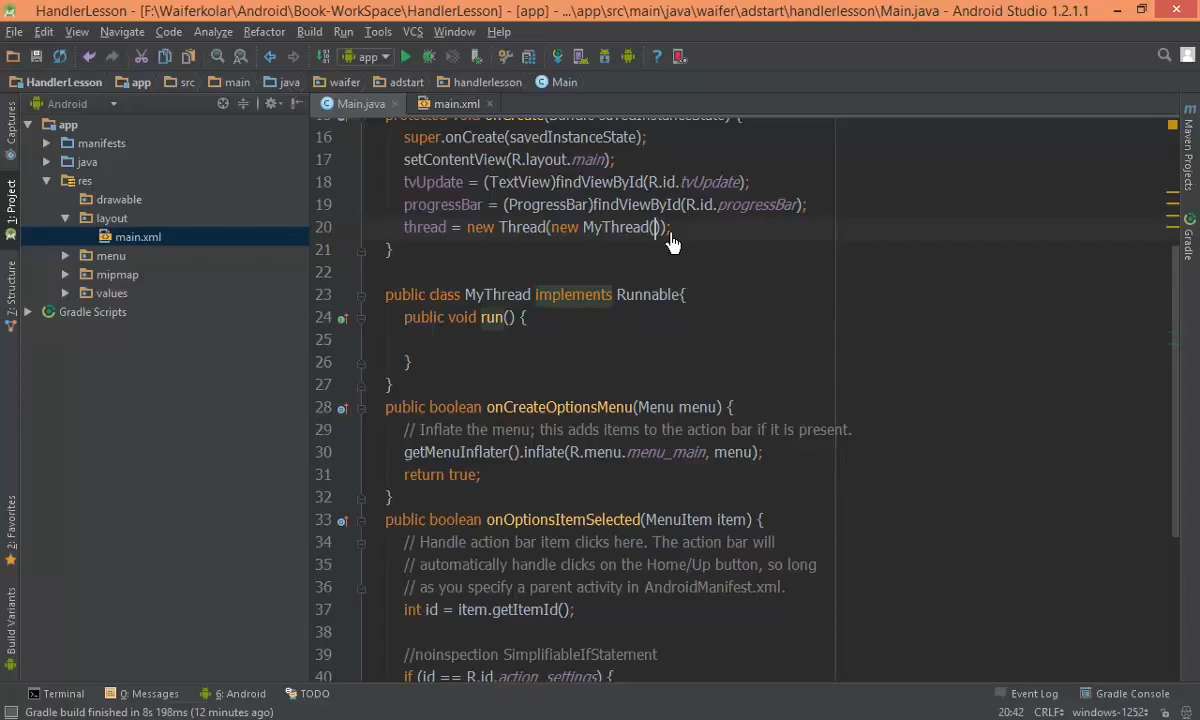 HandlerLesson - [F:\Waiferkolar\Android\Book-WorkSpace\HandlerLesson] - [app] - ...\app\src\main\java\waifer\adstart\handlerlesson\Main.java - Android Studio 1.2.1.1
File Edit View Navigate Code Analyze Refactor Build Run Tools VCS Window Help
app
HandlerLesson app src main java waifer adstart handlerlesson Main
Android
Main.java main.xml
Captures
1: Project
7: Structure
2: Favorites
Build Variants
app
manifests
java
res
drawable
layout
main.xml
menu
mipmap
values
Gradle Scripts
15 protected void onCreate(Bundle savedInstanceState) {
16 super.onCreate(savedInstanceState);
17 setContentView(R.layout.main);
18 tvUpdate = (TextView)findViewById(R.id.tvUpdate);
19 progressBar = (ProgressBar)findViewById(R.id.progressBar);
20 thread = new Thread(new MyThread());
21 }
22
23 public class MyThread implements Runnable{
24 public void run() {
25
26 }
27 }
28 public boolean onCreateOptionsMenu(Menu menu) {
29 // Inflate the menu; this adds items to the action bar if it is present.
30 getMenuInflater().inflate(R.menu.menu_main, menu);
31 return true;
32 }
33 public boolean onOptionsItemSelected(MenuItem item) {
34 // Handle action bar item clicks here. The action bar will
35 // automatically handle clicks on the Home/Up button, so long
36 // as you specify a parent activity in AndroidManifest.xml.
37 int id = item.getItemId();
38
39 //noinspection SimplifiableIfStatement
40 if (id == R.id.action_settings) {
m
Maven Projects
Gradle
Terminal 0: Messages 6: Android TODO Event Log Gradle Console
Gradle build finished in 8s 198ms (12 minutes ago) 20:42 CRLF windows-1252